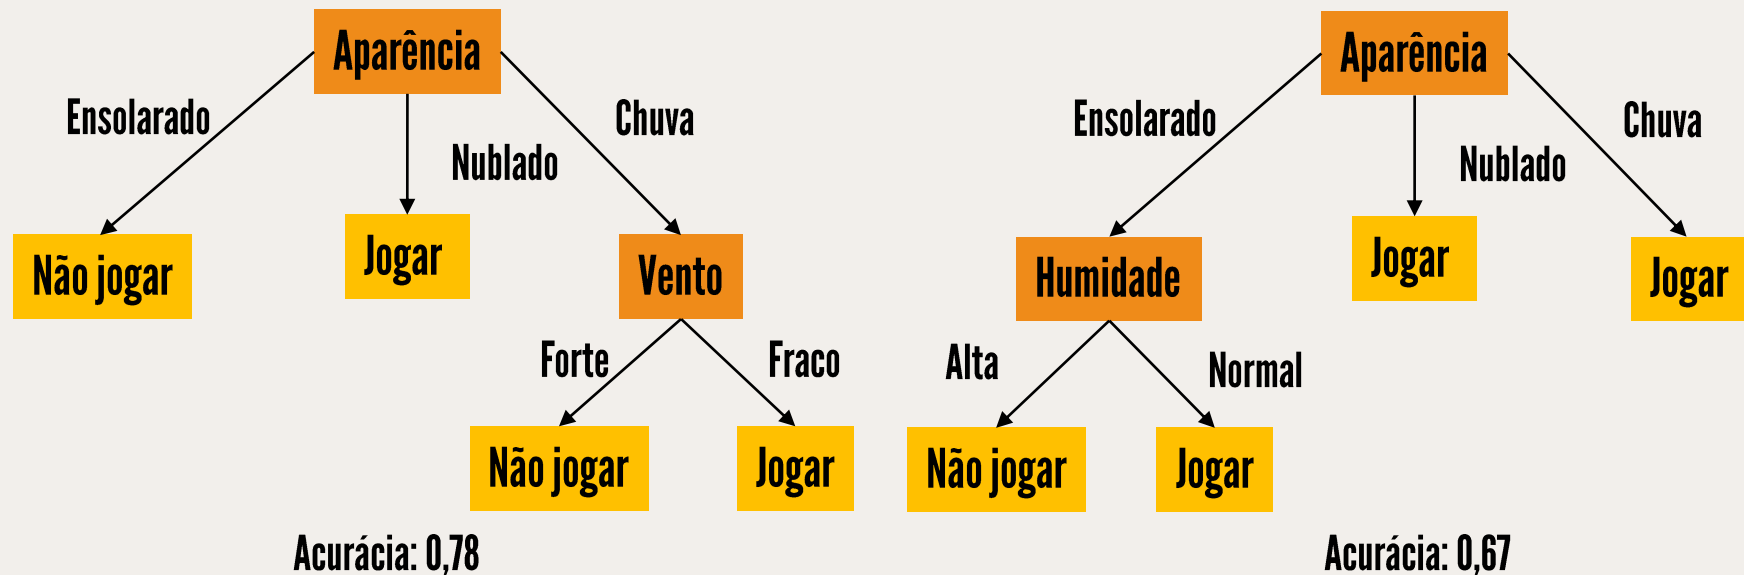 Aparência
Ensolarado
Nublado
Chuva
Não jogar
Jogar
Vento
Forte
Fraco
Não jogar
Jogar
Acurácia: 0,78
Aparência
Ensolarado
Nublado
Chuva
Humidade
Jogar
Jogar
Alta
Normal
Não jogar
Jogar
Acurácia: 0,67